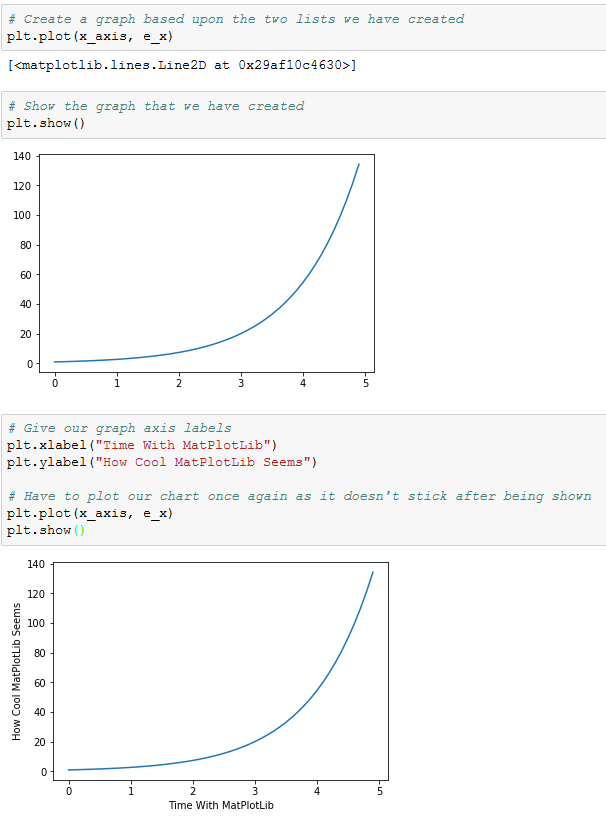 # Create a graph based upon the two lists we have created
plt.plot(x_axis, e_x)
[<matplotlib.lines.Line2D at 0x29af10c4630>]
# Show the graph that we have created
plt.show()
140
120
100
80
60
40
20
0
0 1 2 3 4 5
# Give our graph axis labels
plt.xlabel("Time With MatPlotLib")
plt.ylabel("How Cool MatPlotLib Seems")
# Have to plot our chart once again as it doesn't stick after being shown
plt.plot(x_axis, e_x)
plt.show()
How Cool MatPlotLib Seems
140
120
100
80
60
40
20
0
0 1 2 3 4 5
Time With MatPlotLib